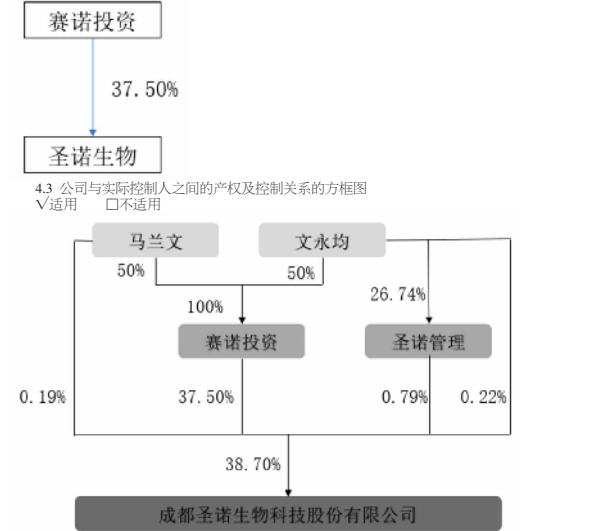 赛诺投资
37.50%
圣诺生物
4.3 公司与实际控制人之间的产权及控制关系的方框图
√适用 □不适用
马兰文
文永均
50%
50%
26.74%
100%
赛诺投资
圣诺管理
0.19%
37.50%
0.79%
0.22%
38.70%
成都圣诺生物科技股份有限公司